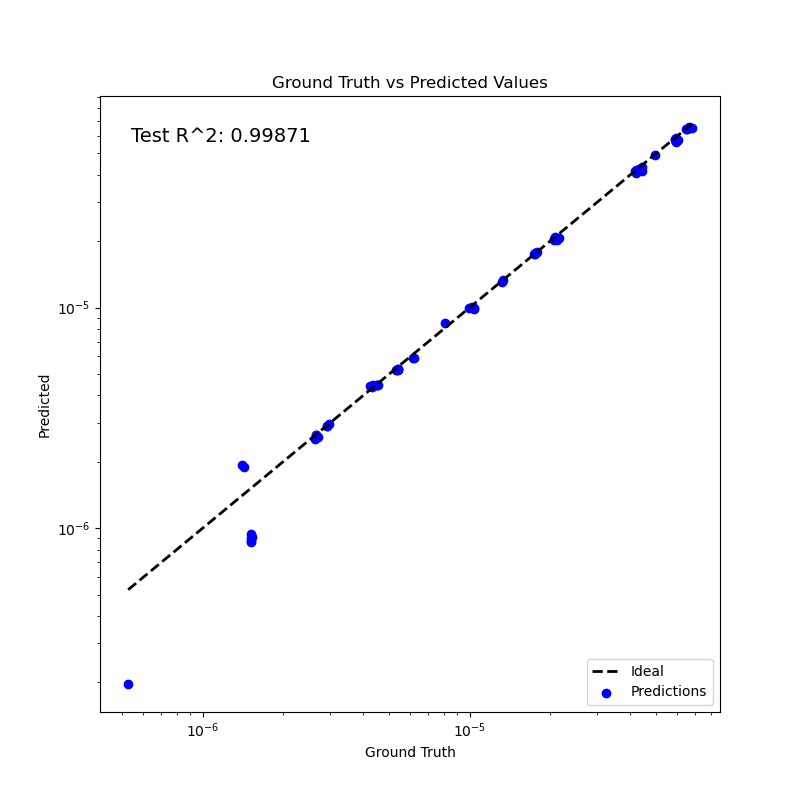 Ground Truth vs Predicted Values
Test R^2: 0.99871
Predicted
10⁻⁵
10⁻⁶
Ideal
Predictions
10⁻⁶
10⁻⁵
Ground Truth